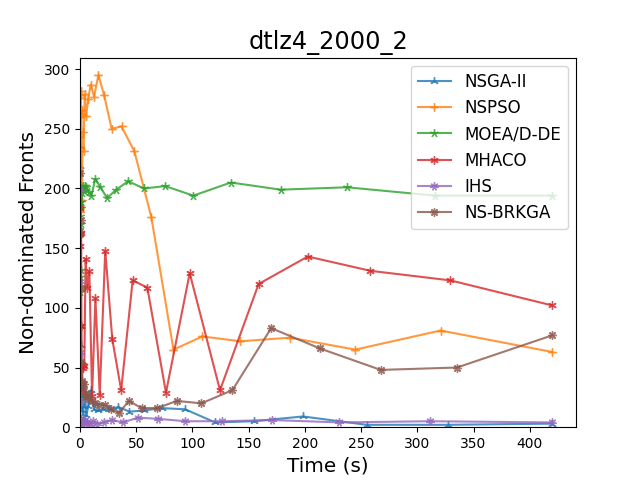 dtlz4_2000_2
Non-dominated Fronts
300
250
200
150
100
50
0
NSGA-II
NSPSO
MOEA/D-DE
MHACO
IHS
NS-BRKGA
0 50 100 150 200 250 300 350 400
Time (s)